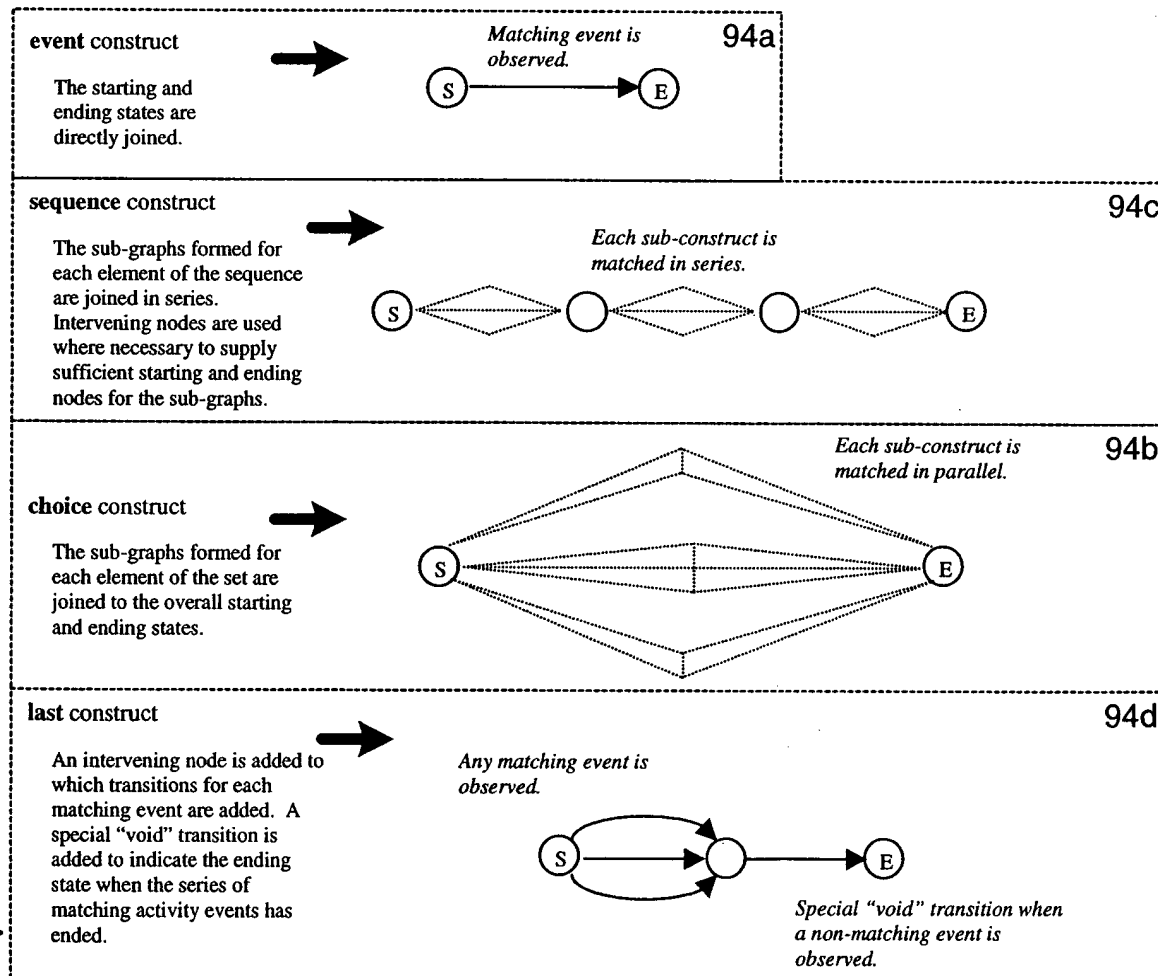 event construct
The starting and
ending states are
directly joined.
Matching event is
observed.
94a
S
E
sequence construct
The sub-graphs formed for
each element of the sequence
are joined in series.
Intervening nodes are used
where necessary to supply
sufficient starting and ending
nodes for the sub-graphs.
Each sub-construct is
matched in series.
94c
S
E
choice construct
The sub-graphs formed for
each element of the set are
joined to the overall starting
and ending states.
Each sub-construct is
matched in parallel.
94b
S
E
last construct
An intervening node is added to
which transitions for each
matching event are added. A
special “void” transition is
added to indicate the ending
state when the series of
matching activity events has
ended.
Any matching event is
observed.
94d
S
E
Special “void” transition when
a non-matching event is
observed.